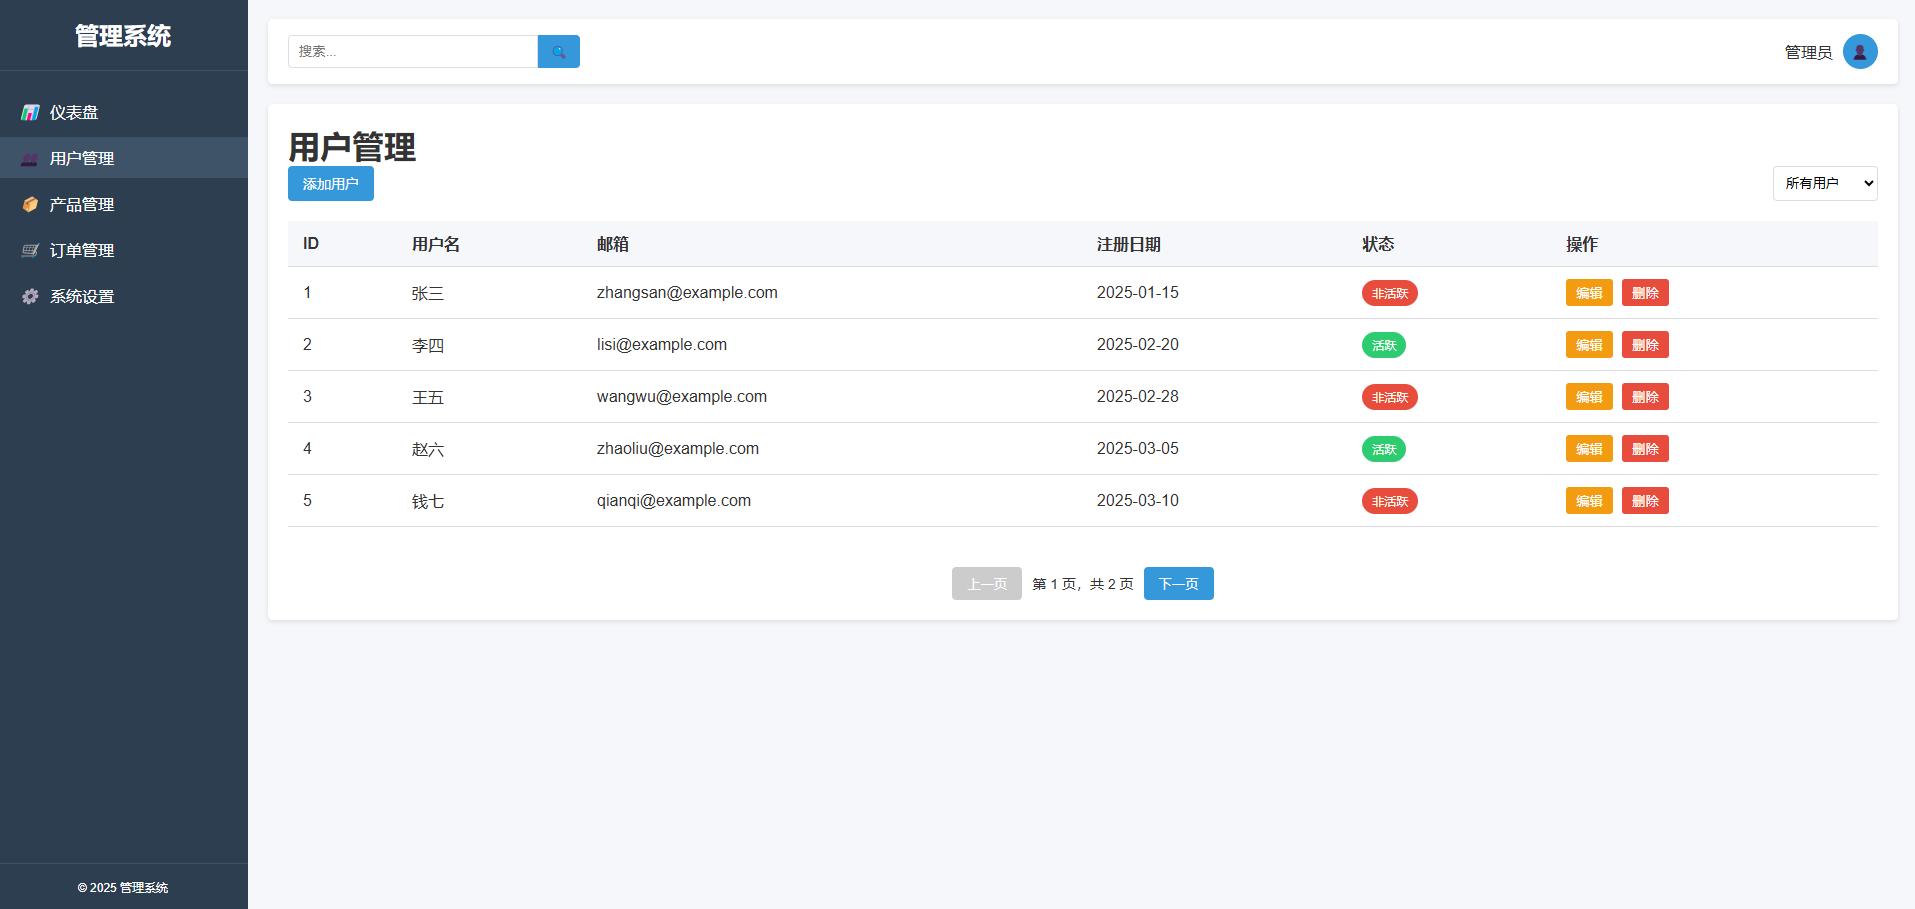 管理系统
仪表盘
用户管理
产品管理
订单管理
系统设置
© 2025 管理系统
搜索...
管理员
用户管理
添加用户
所有用户
ID 用户名 邮箱 注册日期 状态 操作
1 张三 zhangsan@example.com 2025-01-15 非活跃 编辑 删除
2 李四 lisi@example.com 2025-02-20 活跃 编辑 删除
3 王五 wangwu@example.com 2025-02-28 非活跃 编辑 删除
4 赵六 zhaoliu@example.com 2025-03-05 活跃 编辑 删除
5 钱七 qianqi@example.com 2025-03-10 非活跃 编辑 删除
上一页 第 1 页，共 2 页 下一页